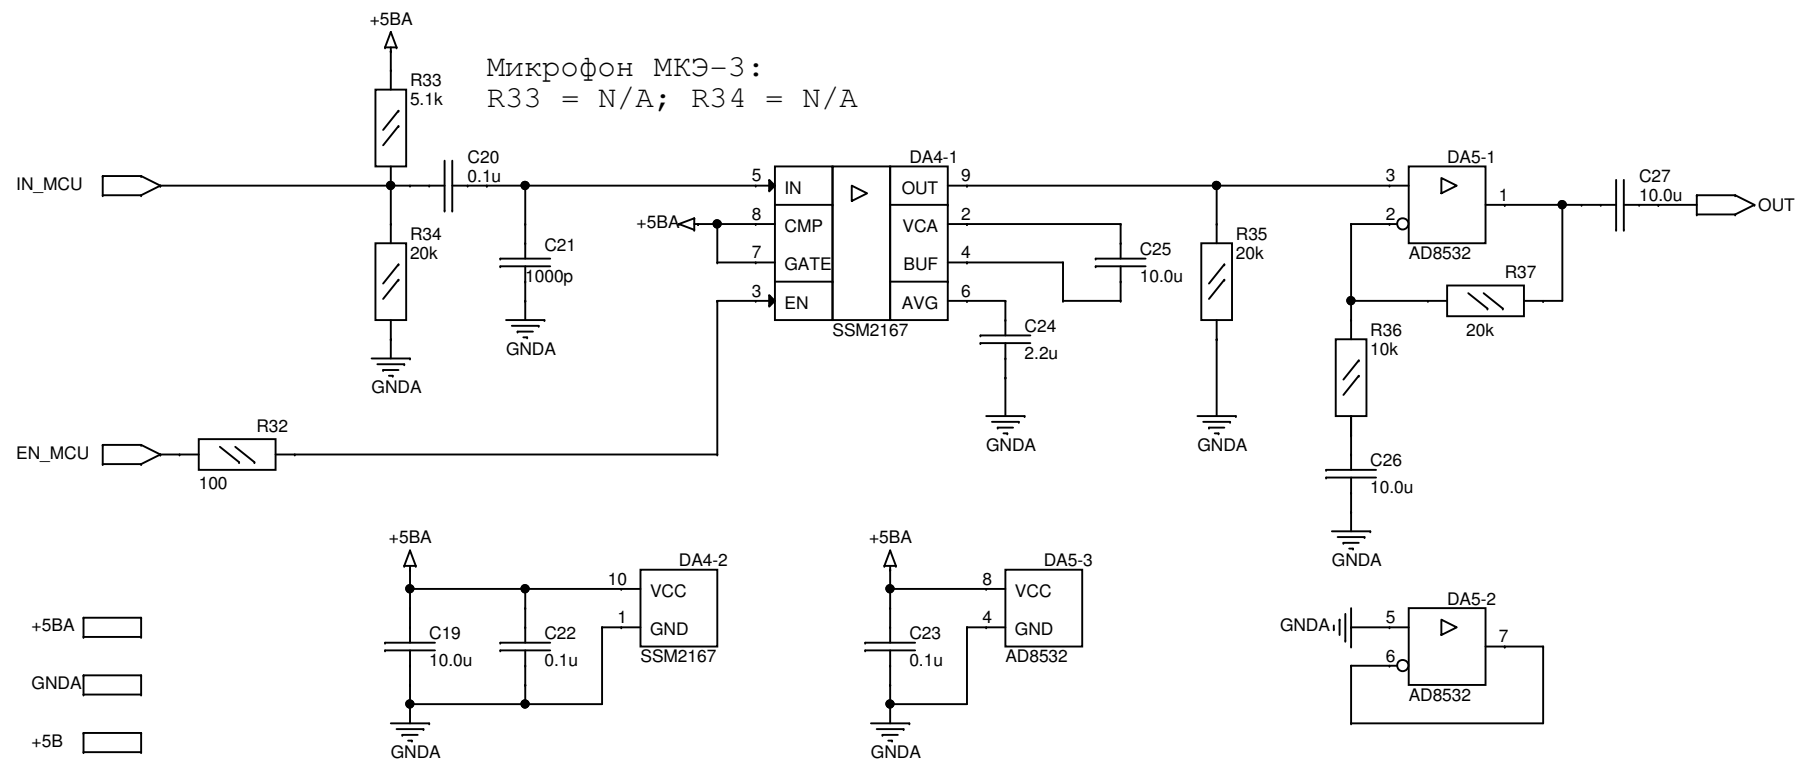 +5BA
R33
5.1k
Микрофон МКЭ-3:
R33 = N/A; R34 = N/A
IN_MCU
C20
0.1u
R34
20k
GNDA
C21
1000p
GNDA
+5BA
DA4-1
5 IN OUT 9
8 CMP VCA 2
7 GATE BUF 4
3 EN AVG 6
SSM2167
C25
10.0u
C24
2.2u
GNDA
R35
20k
GNDA
DA5-1
3
2
1
AD8532
C27
10.0u
OUT
R37
20k
R36
10k
C26
10.0u
GNDA
EN_MCU
R32
100
+5BA
DA4-2
10 VCC
1 GND
SSM2167
C19
10.0u
C22
0.1u
GNDA
+5BA
DA5-3
8 VCC
4 GND
AD8532
C23
0.1u
GNDA
DA5-2
GNDA
5
6
7
AD8532
+5BA
GNDA
+5B